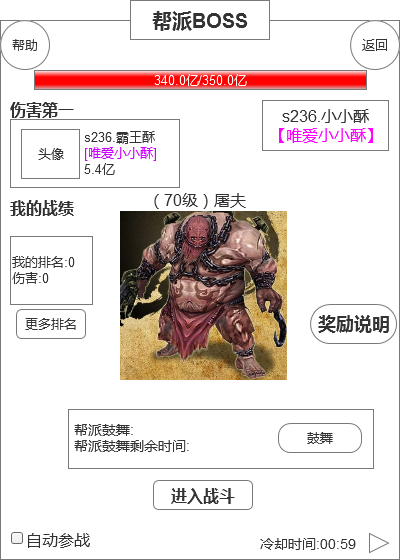 帮派BOSS
帮助
返回
340.0亿/350.0亿
伤害第一
头像
s236.霸王酥
[唯爱小小酥]
5.4亿
s236.小小酥
【唯爱小小酥】
我的战绩
（70级）屠夫
我的排名:0
伤害:0
更多排名
奖励说明
帮派鼓舞:
帮派鼓舞剩余时间:
鼓舞
进入战斗
自动参战
冷却时间:00:59